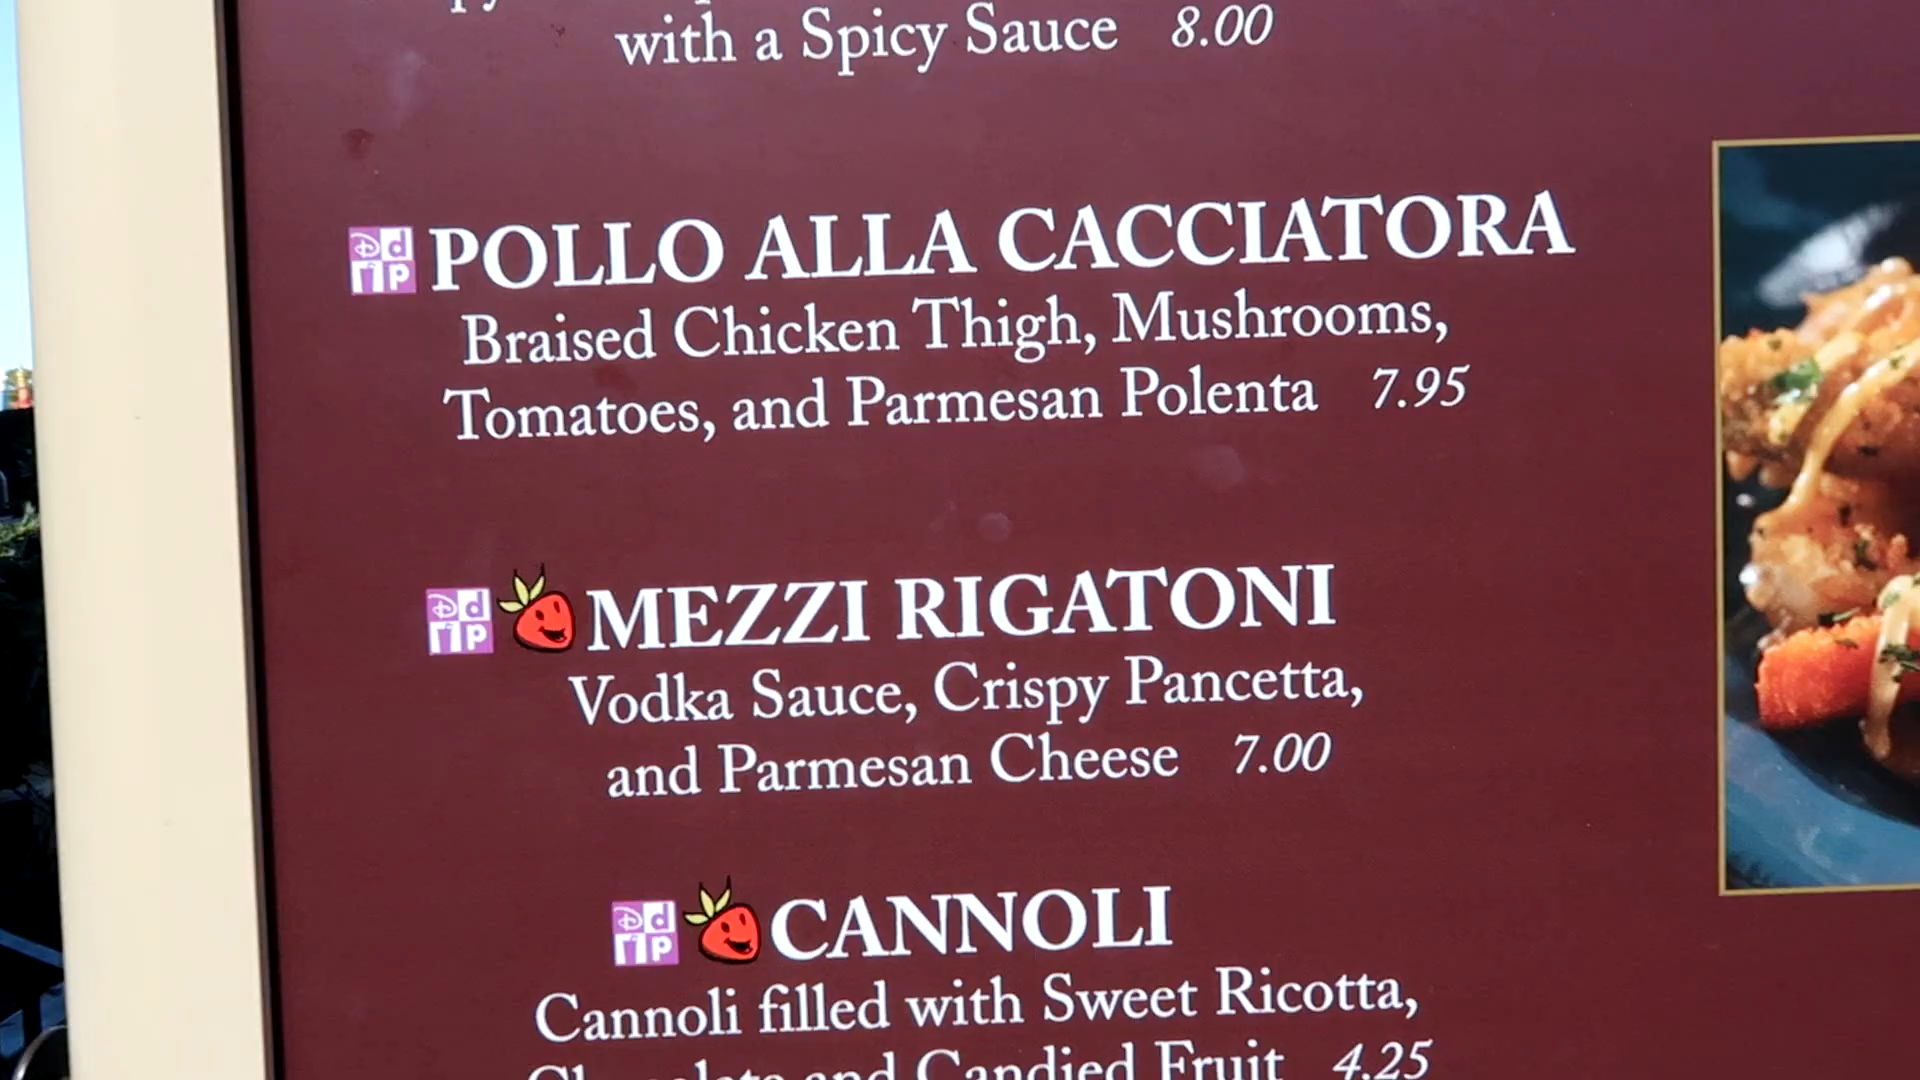 with a Spicy Sauce 8.00
POLLO ALLA CACCIATORA
Braised Chicken Thigh, Mushrooms,
Tomatoes, and Parmesan Polenta 7.95
MEZZI RIGATONI
Vodka Sauce, Crispy Pancetta,
and Parmesan Cheese 7.00
CANNOLI
Cannoli filled with Sweet Ricotta,
Chocolate and Candied Fruit 4.25